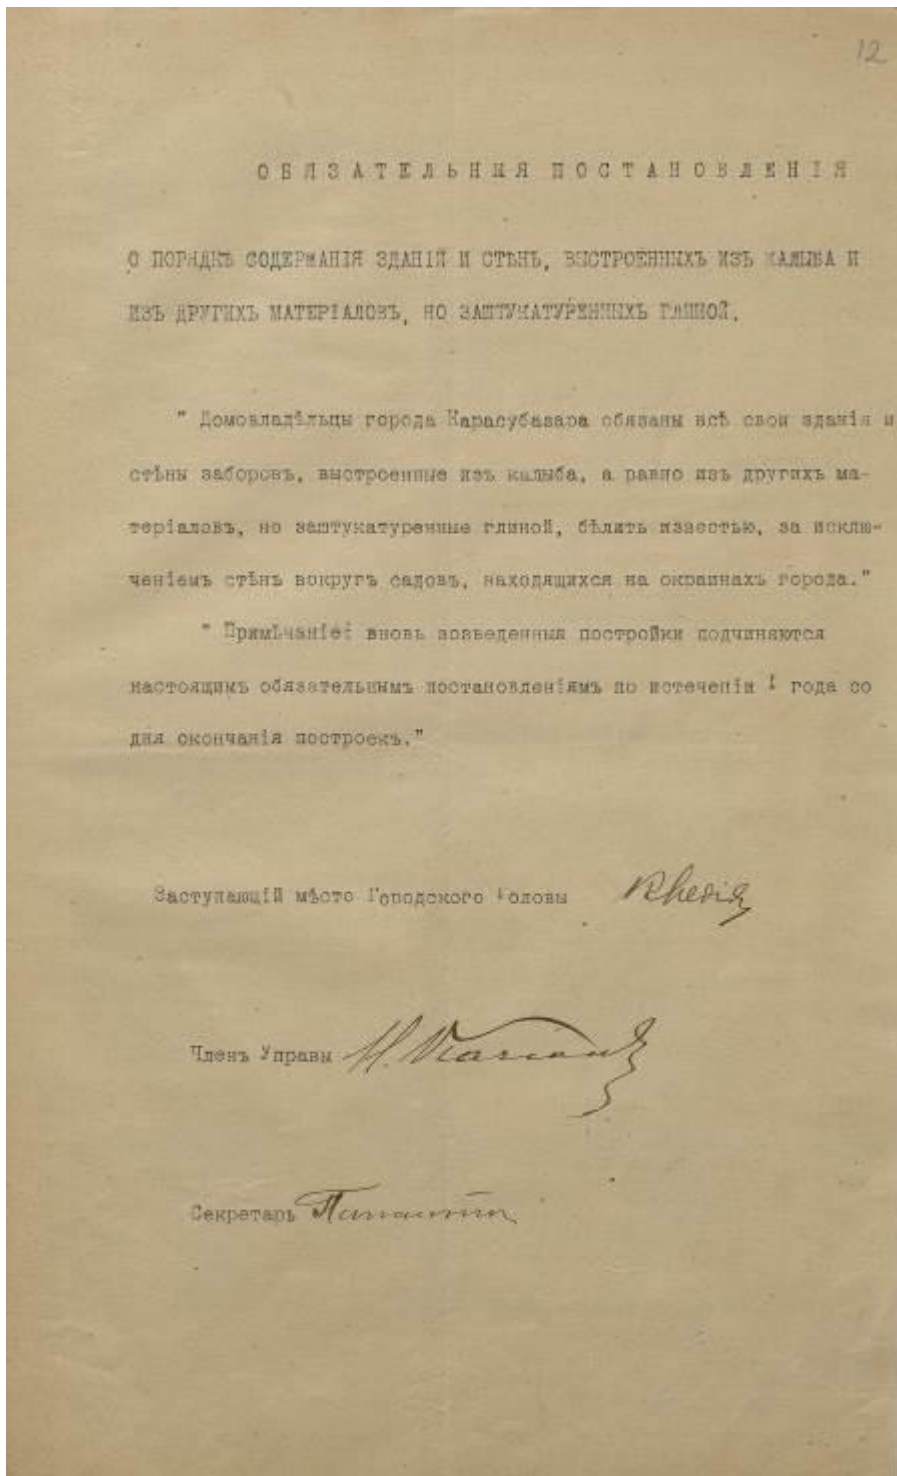 12
ОБЯЗАТЕЛЬНЫЯ ПОСТАНОВЛЕНІЯ
О ПОРЯДКѢ СОДЕРЖАНІЯ ЗДАНІЙ И СТѢНЪ, ВЫСТРОЕННЫХЪ ИЗЪ КАЛЫБА И
ИЗЪ ДРУГИХЪ МАТЕРІАЛОВЪ, НО ЗАШТУКАТУРЕННЫХЪ ГЛИНОЙ.
" Домовладѣльцы города Карасубазара обязаны всѣ свои зданія и
стѣны заборовъ, выстроенные изъ калыба, а равно изъ другихъ ма-
теріаловъ, но заштукатуренные глиной, бѣлить известью, за исклю-
ченіемъ стѣнъ вокругъ садовъ, находящихся на окраинахъ города."
" Примѣчаніе: вновь возведенныя постройки подчиняются
настоящимъ обязательнымъ постановленіямъ по истеченіи I года со
дня окончанія построекъ."
Заступающій мѣсто Городского Головы
Членъ Управы
Секретарь